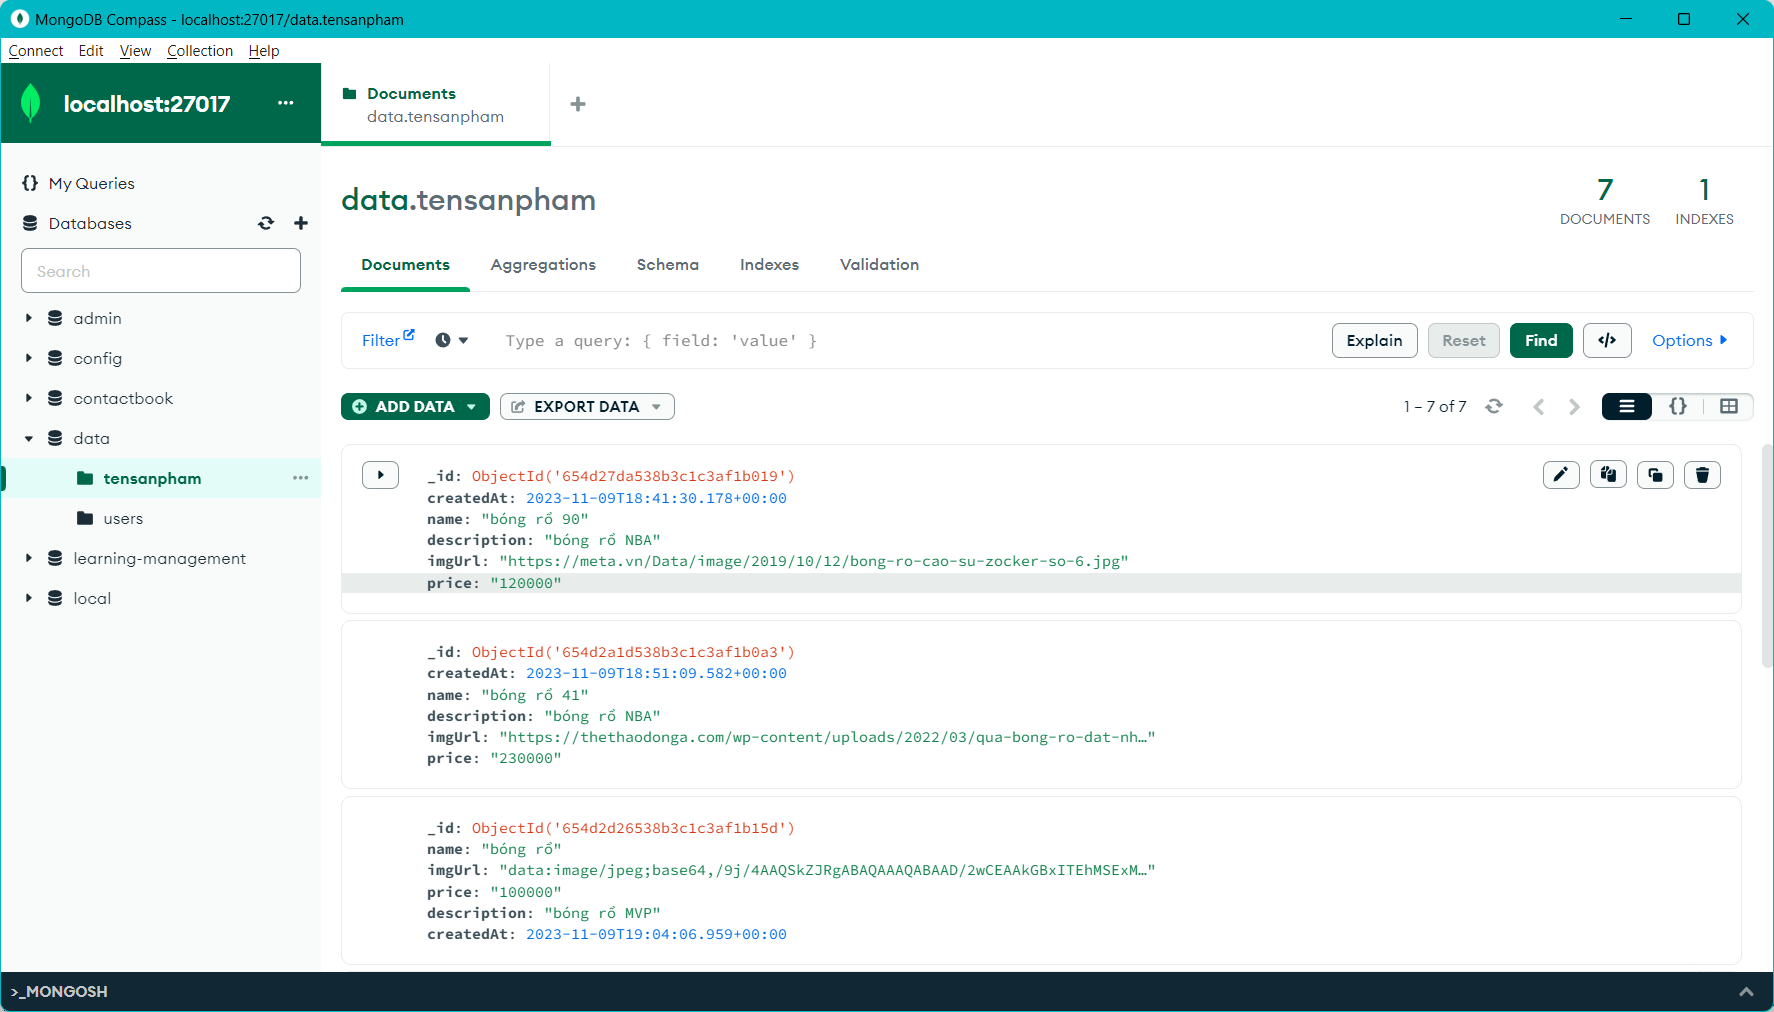 MongoDB Compass - localhost:27017/data.tensanpham
Connect Edit View Collection Help
localhost:27017
Documents
data.tensanpham
My Queries
Databases
Search
admin
config
contactbook
data
tensanpham
users
learning-management
local
data.tensanpham
7
DOCUMENTS
1
INDEXES
Documents Aggregations Schema Indexes Validation
Filter Type a query: { field: 'value' } Explain Reset Find </> Options
ADD DATA EXPORT DATA 1 – 7 of 7 {}
_id: ObjectId('654d27da538b3c1c3af1b019')
createdAt: 2023-11-09T18:41:30.178+00:00
name: "bóng rổ 90"
description: "bóng rổ NBA"
imgUrl: "https://meta.vn/Data/image/2019/10/12/bong-ro-cao-su-zocker-so-6.jpg"
price: "120000"
_id: ObjectId('654d2a1d538b3c1c3af1b0a3')
createdAt: 2023-11-09T18:51:09.582+00:00
name: "bóng rổ 41"
description: "bóng rổ NBA"
imgUrl: "https://thethaodonga.com/wp-content/uploads/2022/03/qua-bong-ro-dat-nh…"
price: "230000"
_id: ObjectId('654d2d26538b3c1c3af1b15d')
name: "bóng rổ"
imgUrl: "data:image/jpeg;base64,/9j/4AAQSkZJRgABAQAAAQABAAD/2wCEAAkGBxITEhMSExM…"
price: "100000"
description: "bóng rổ MVP"
createdAt: 2023-11-09T19:04:06.959+00:00
>_MONGOSH